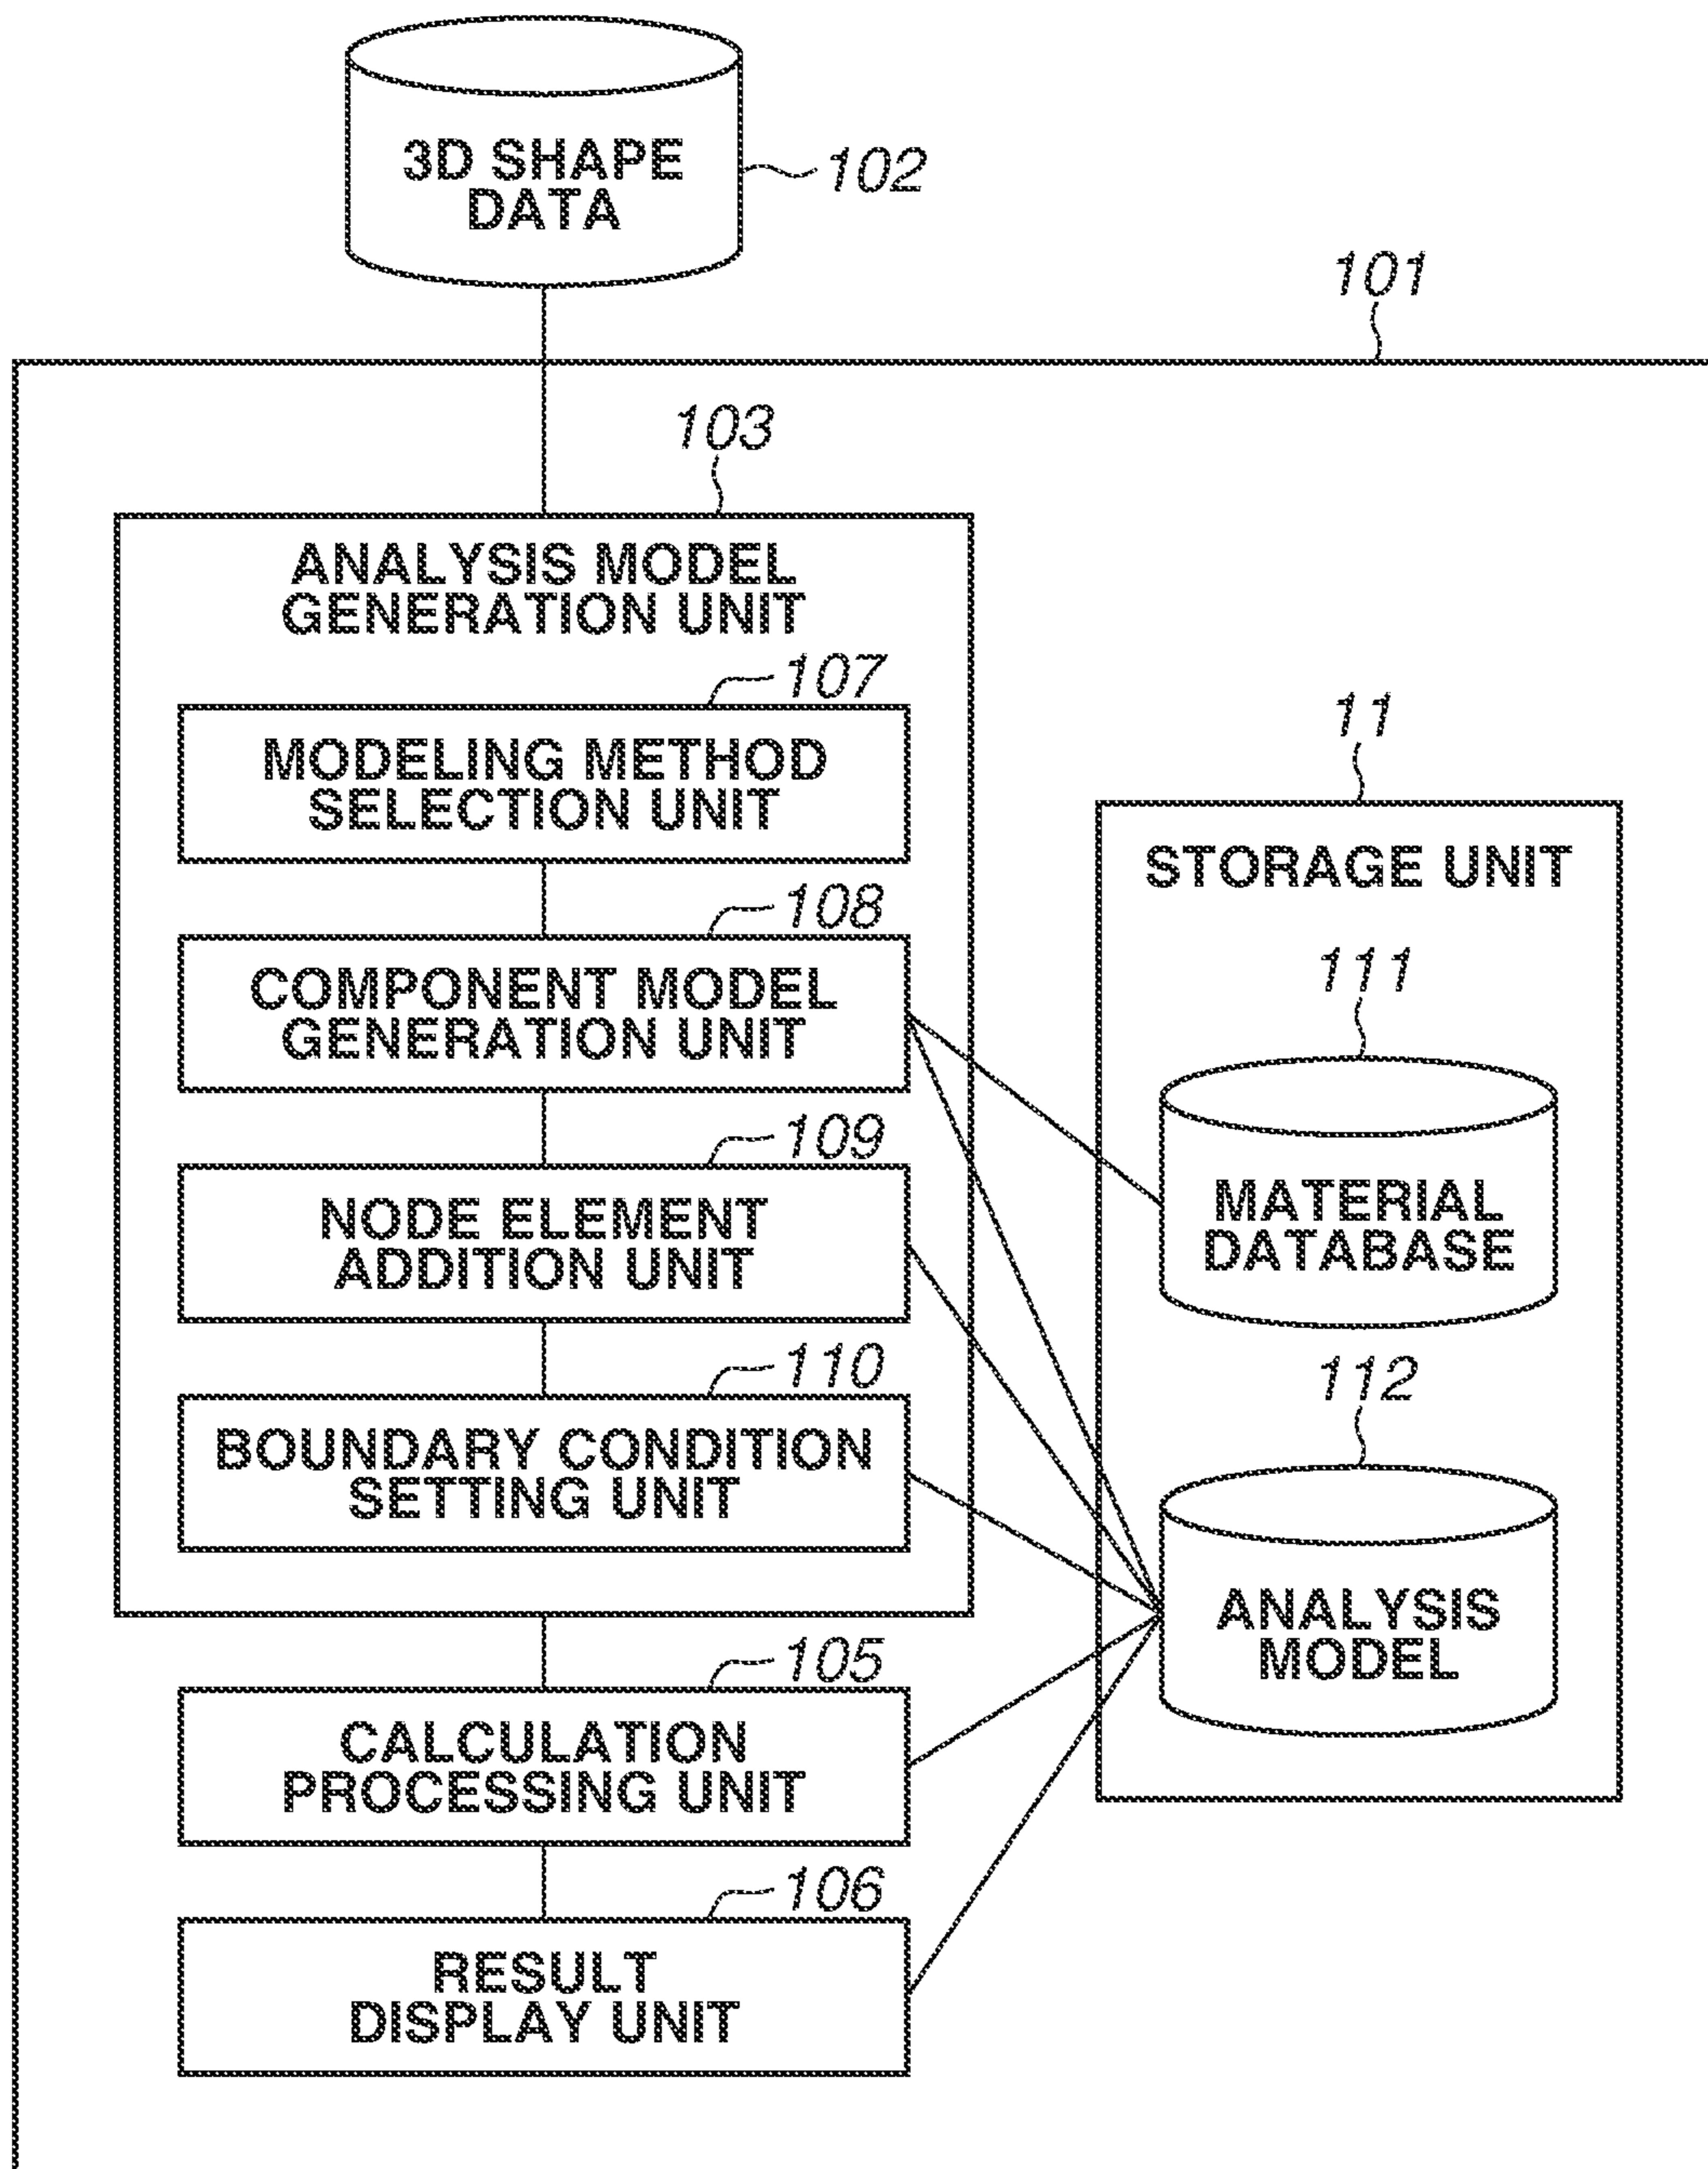 3D SHAPE
DATA
102
101
103
ANALYSIS MODEL
GENERATION UNIT
107
MODELING METHOD
SELECTION UNIT
108
COMPONENT MODEL
GENERATION UNIT
109
NODE ELEMENT
ADDITION UNIT
110
BOUNDARY CONDITION
SETTING UNIT
105
CALCULATION
PROCESSING UNIT
106
RESULT
DISPLAY UNIT
11
STORAGE UNIT
111
MATERIAL
DATABASE
112
ANALYSIS
MODEL